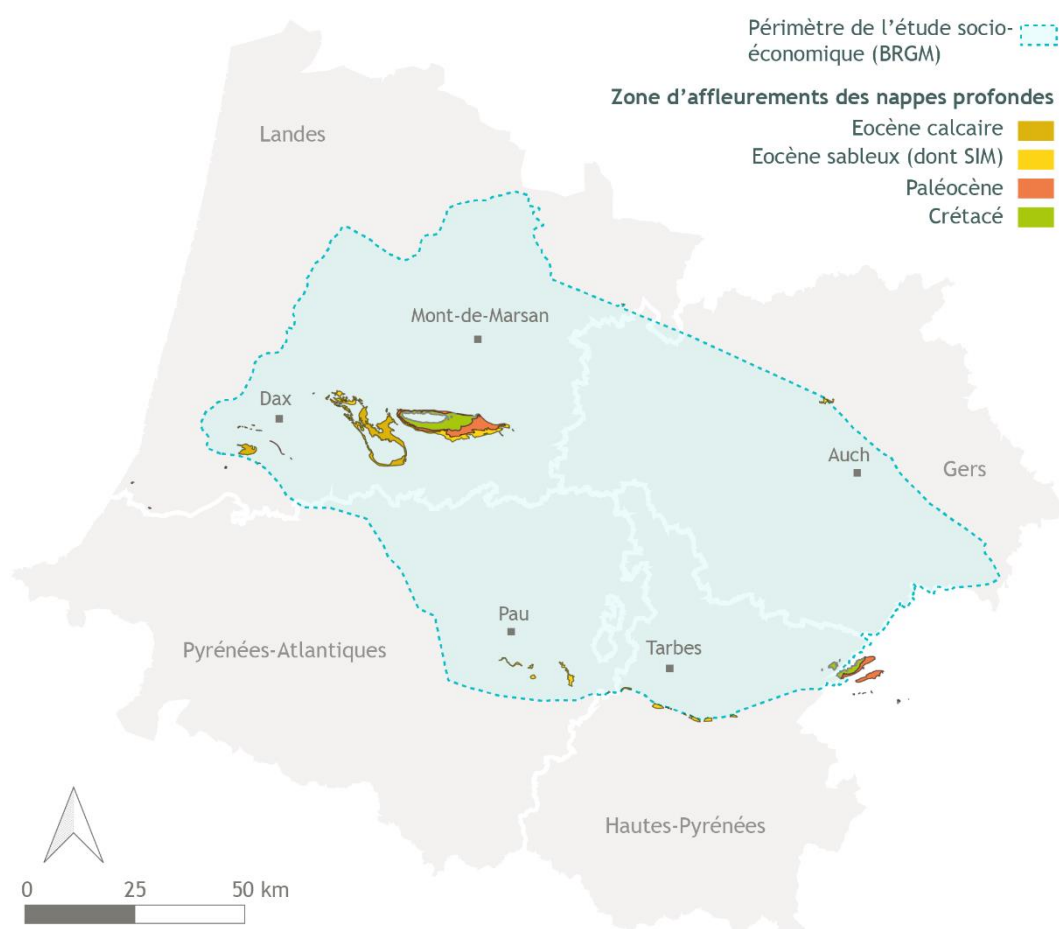 Périmètre de l'étude socio-
économique (BRGM)
Zone d'affleurements des nappes profondes
Eocène calcaire
Eocène sableux (dont SIM)
Paléocène
Crétacé
Landes
Mont-de-Marsan
Dax
Auch
Gers
Pau
Pyrénées-Atlantiques
Tarbes
Hautes-Pyrénées
0 25 50 km